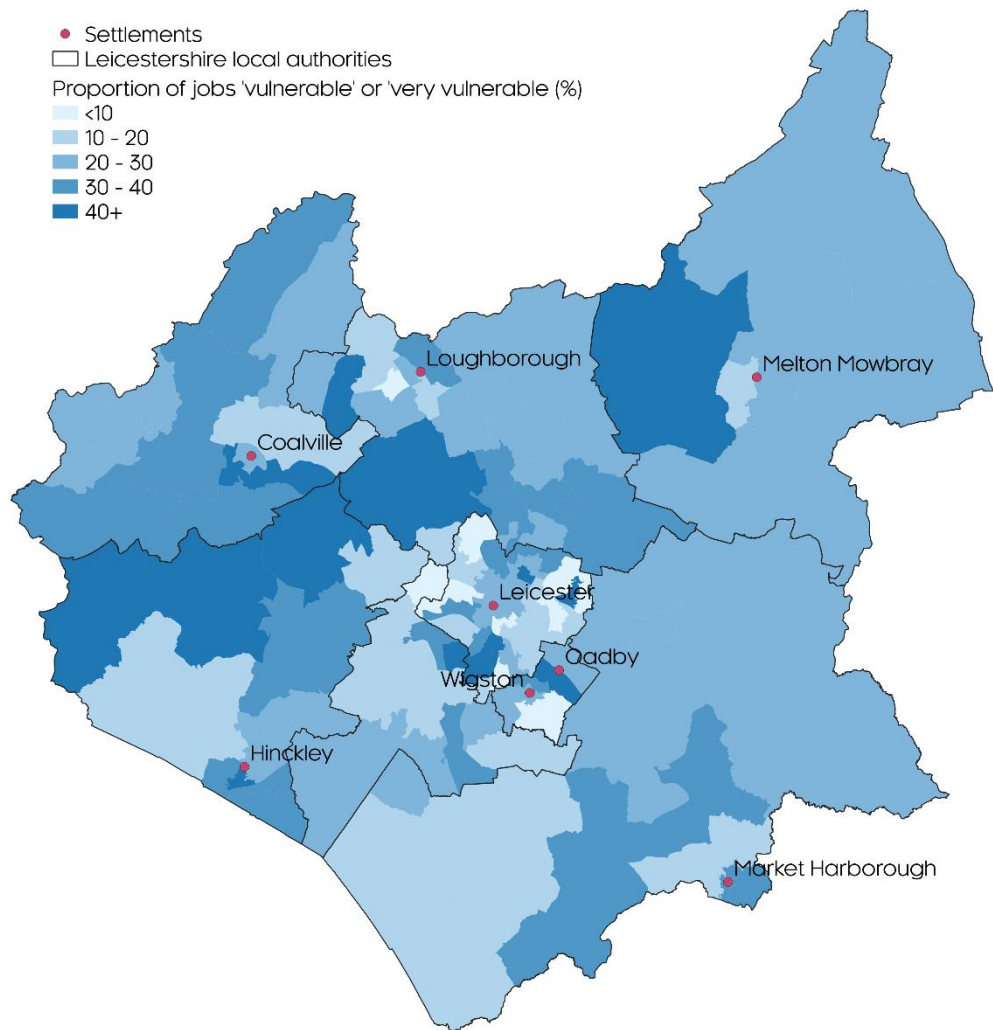 Settlements
Leicestershire local authorities
Proportion of jobs 'vulnerable' or 'very vulnerable (%)
<10
10 - 20
20 - 30
30 - 40
40+
Loughborough
Melton Mowbray
Coalville
Leicester
Oadby
Wigston
Hinckley
Market Harborough